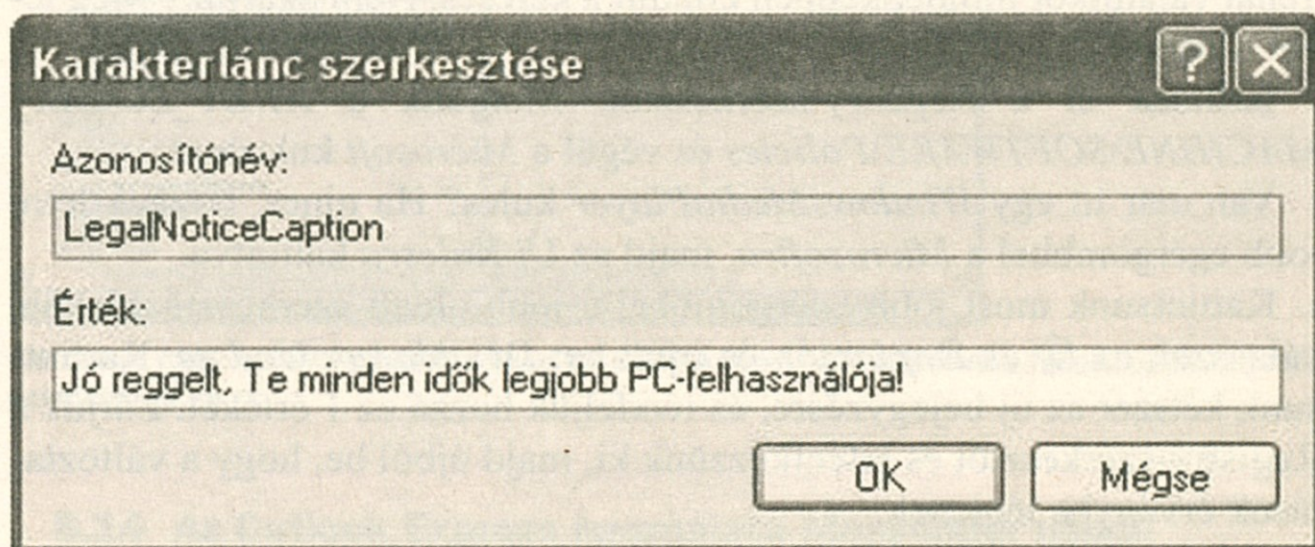 Karakterlánc szerkesztése
Azonosítónév:
LegalNoticeCaption
Érték:
Jó reggelt, Te minden idők legjobb PC-felhasználója!
OK
Mégse